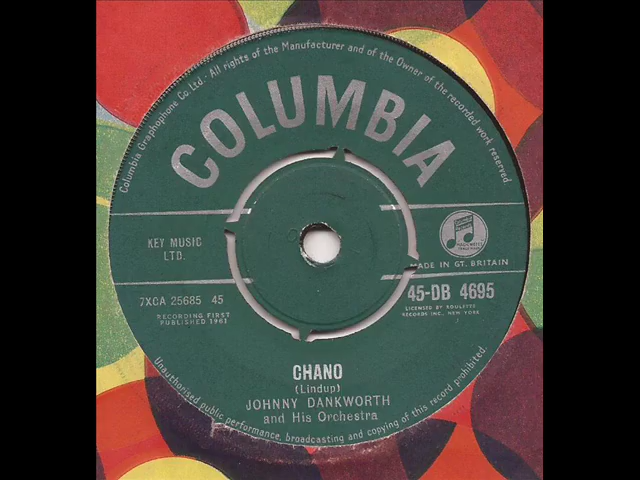 Columbia Graphophone Co. Ltd. · All rights of the Manufacturer and of the Owner of the recorded work reserved
COLUMBIA
KEY MUSIC
LTD.
MADE IN GT. BRITAIN
7XCA 25685 45
RECORDING FIRST
PUBLISHED 1961
45-DB 4695
LICENSED BY ROULETTE
RECORDS INC., NEW YORK
CHANO
(Lindup)
JOHNNY DANKWORTH
and His Orchestra
Unauthorised public performance, broadcasting and copying of this record prohibited.